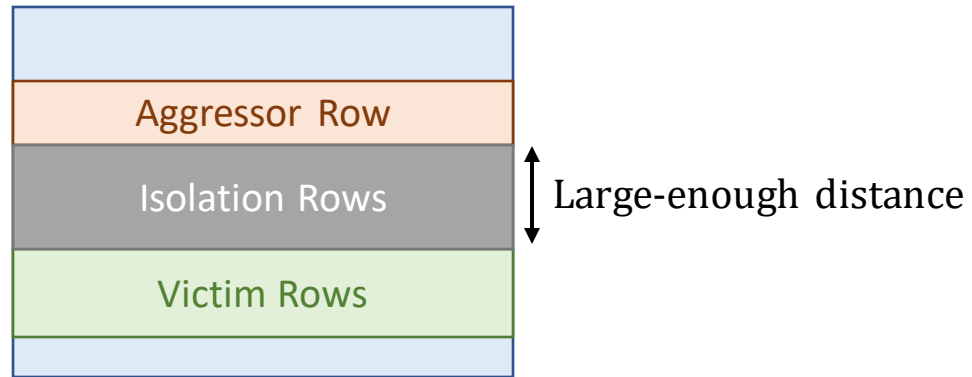 Aggressor Row
Isolation Rows
Large-enough distance
Victim Rows